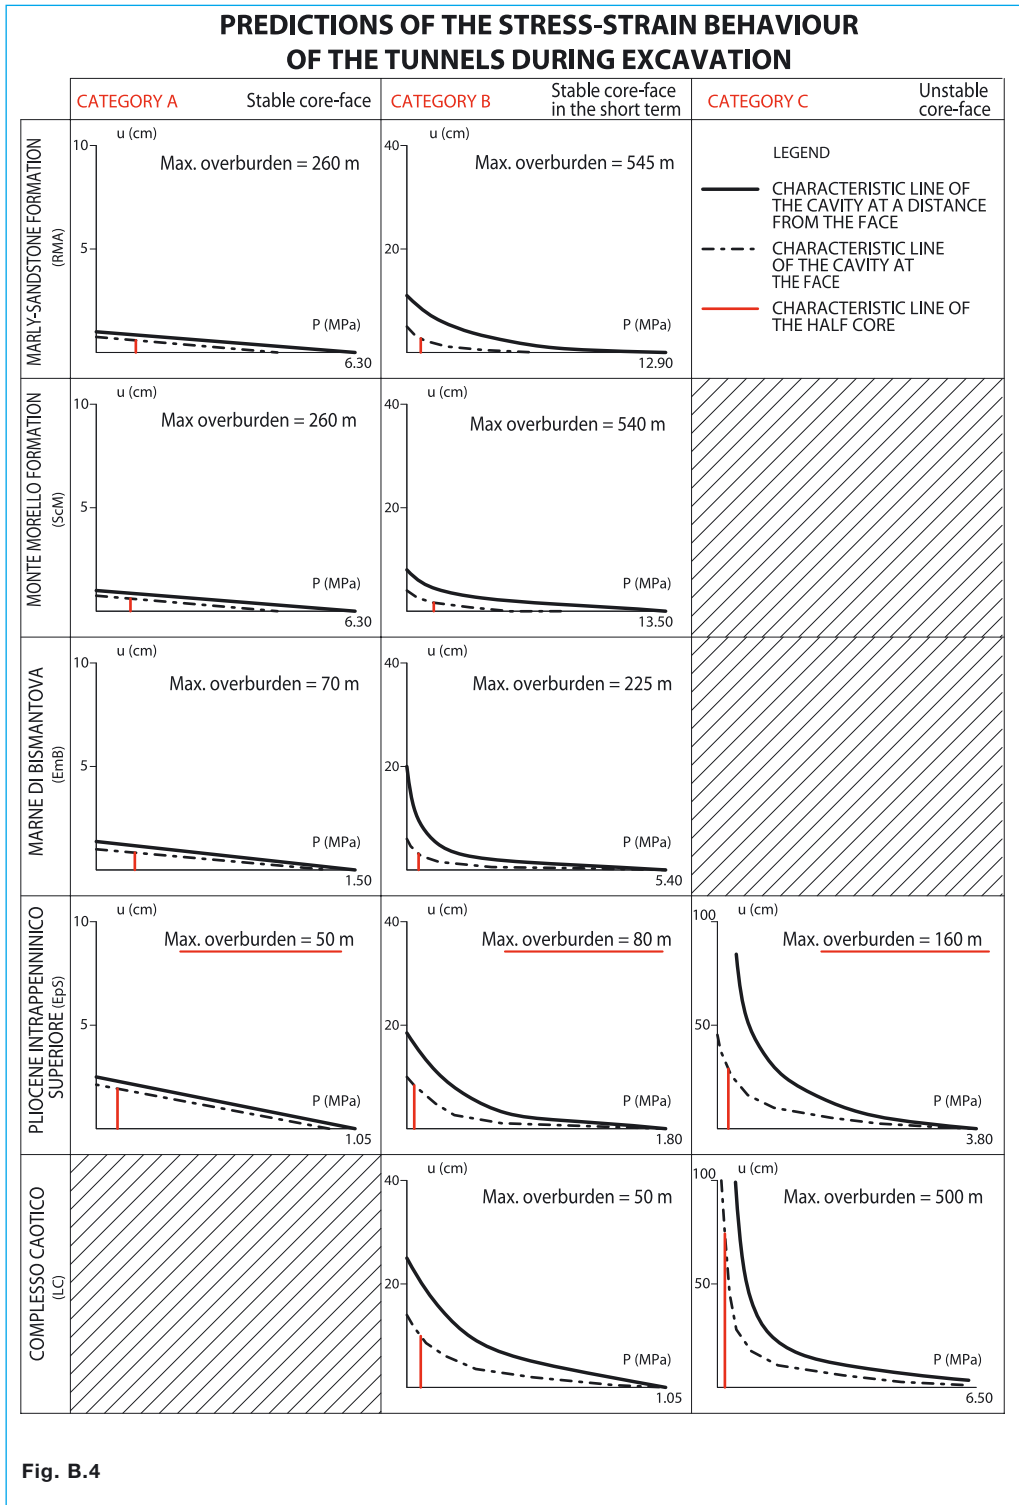 PREDICTIONS OF THE STRESS-STRAIN BEHAVIOUR
OF THE TUNNELS DURING EXCAVATION
CATEGORY A
Stable core-face
CATEGORY B
Stable core-face
in the short term
CATEGORY C
Unstable
core-face
MARLY-SANDSTONE FORMATION
(RMA)
u (cm)
10
5
Max. overburden = 260 m
P (MPa)
6.30
u (cm)
40
20
Max. overburden = 545 m
P (MPa)
12.90
LEGEND
CHARACTERISTIC LINE OF
THE CAVITY AT A DISTANCE
FROM THE FACE
CHARACTERISTIC LINE
OF THE CAVITY AT
THE FACE
CHARACTERISTIC LINE OF
THE HALF CORE
MONTE MORELLO FORMATION
(ScM)
u (cm)
10
5
Max overburden = 260 m
P (MPa)
6.30
u (cm)
40
20
Max overburden = 540 m
P (MPa)
13.50
MARNE DI BISMANTOVA
(EmB)
u (cm)
10
5
Max. overburden = 70 m
P (MPa)
1.50
u (cm)
40
20
Max. overburden = 225 m
P (MPa)
5.40
PLIOCENE INTRAPPENNINICO
SUPERIORE (EpS)
u (cm)
10
5
Max. overburden = 50 m
P (MPa)
1.05
u (cm)
40
20
Max. overburden = 80 m
P (MPa)
1.80
u (cm)
100
50
Max. overburden = 160 m
P (MPa)
3.80
COMPLESSO CAOTICO
(LC)
u (cm)
40
20
Max. overburden = 50 m
P (MPa)
1.05
u (cm)
100
50
Max. overburden = 500 m
P (MPa)
6.50
Fig. B.4